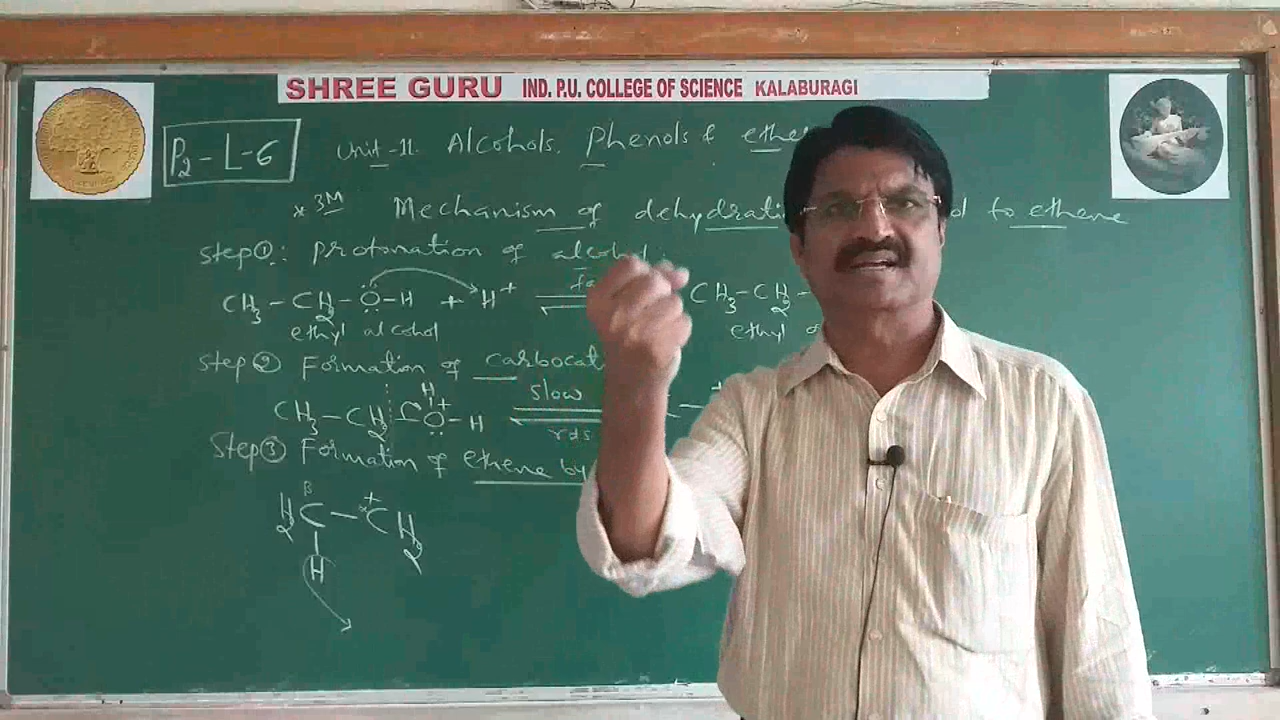 SHREE GURU IND. P.U. COLLEGE OF SCIENCE KALABURAGI
P2-L-6
Unit-11. Alcohols, Phenols & ethe
* 3M Mechanism of dehydrati to ethene
Step①: Protonation of alcohol
CH3-CH2-Ö-H + H+ CH3-CH2-
ethyl alcohol ethyl
Step② Formation of carbocat
CH3-CH2-O-H slow
H +
rds
Step③ Formation of ethene by
β +
H2C-CH2
α
H